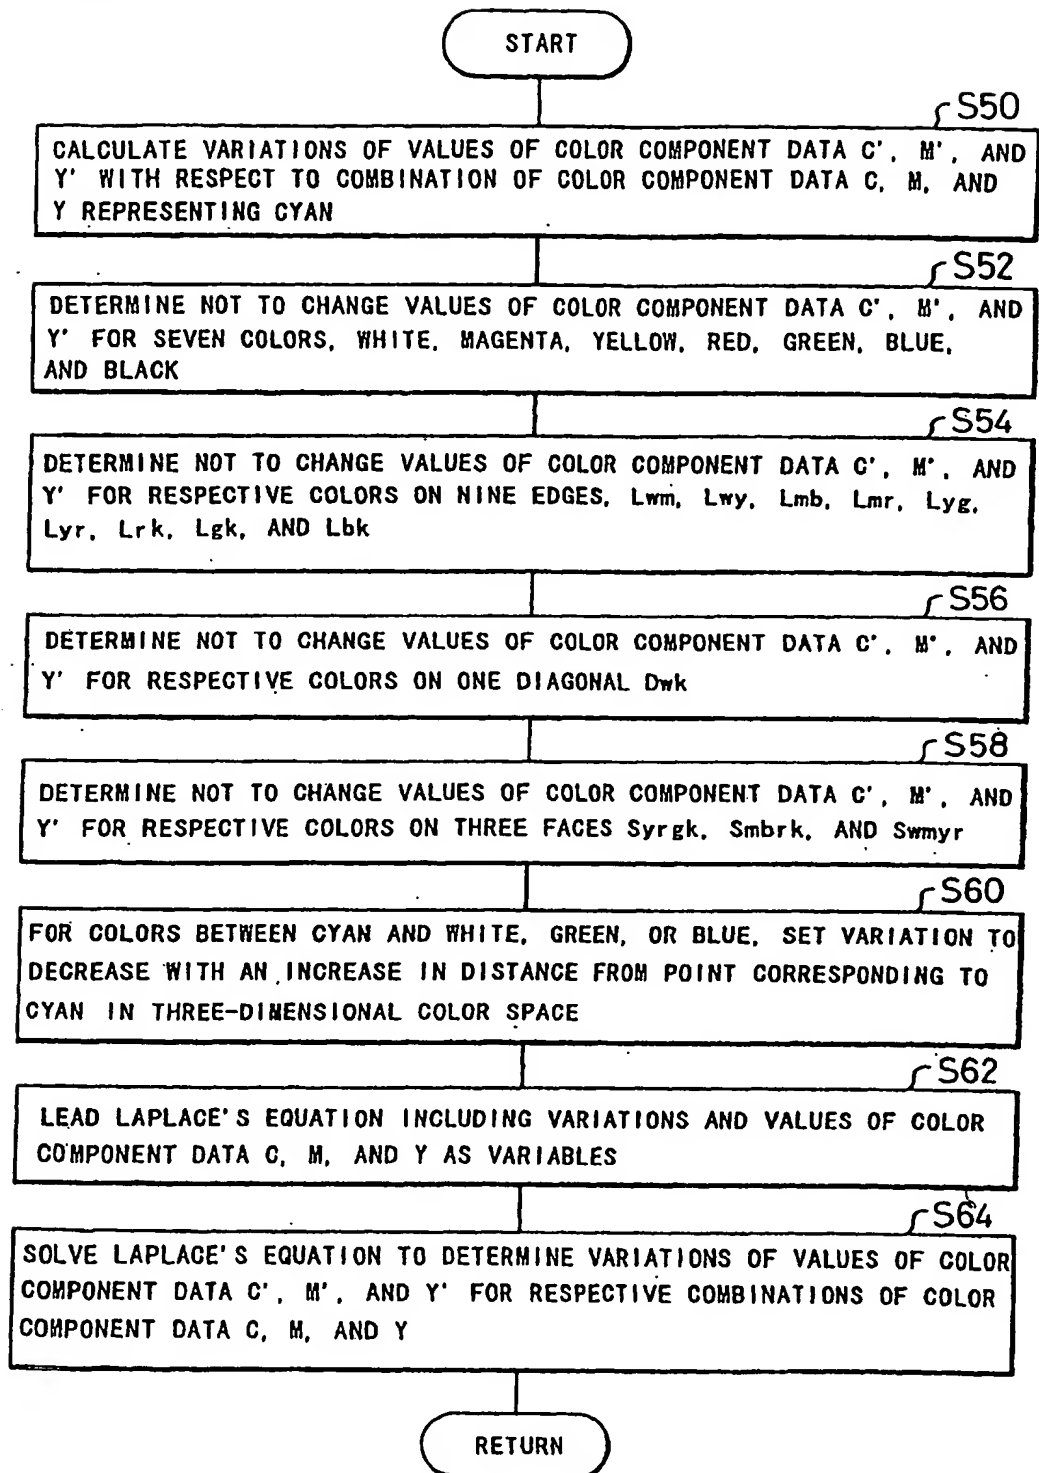 START
S50
CALCULATE VARIATIONS OF VALUES OF COLOR COMPONENT DATA C', M', AND
Y' WITH RESPECT TO COMBINATION OF COLOR COMPONENT DATA C, M, AND
Y REPRESENTING CYAN
S52
DETERMINE NOT TO CHANGE VALUES OF COLOR COMPONENT DATA C', M', AND
Y' FOR SEVEN COLORS, WHITE, MAGENTA, YELLOW, RED, GREEN, BLUE,
AND BLACK
S54
DETERMINE NOT TO CHANGE VALUES OF COLOR COMPONENT DATA C', M', AND
Y' FOR RESPECTIVE COLORS ON NINE EDGES, Lwm, Lwy, Lmb, Lmr, Lyg,
Lyr, Lrk, Lgk, AND Lbk
S56
DETERMINE NOT TO CHANGE VALUES OF COLOR COMPONENT DATA C', M', AND
Y' FOR RESPECTIVE COLORS ON ONE DIAGONAL Dwk
S58
DETERMINE NOT TO CHANGE VALUES OF COLOR COMPONENT DATA C', M', AND
Y' FOR RESPECTIVE COLORS ON THREE FACES Syrgk, Smbrk, AND Swmyr
S60
FOR COLORS BETWEEN CYAN AND WHITE, GREEN, OR BLUE, SET VARIATION TO
DECREASE WITH AN INCREASE IN DISTANCE FROM POINT CORRESPONDING TO
CYAN IN THREE-DIMENSIONAL COLOR SPACE
S62
LEAD LAPLACE'S EQUATION INCLUDING VARIATIONS AND VALUES OF COLOR
COMPONENT DATA C, M, AND Y AS VARIABLES
S64
SOLVE LAPLACE'S EQUATION TO DETERMINE VARIATIONS OF VALUES OF COLOR
COMPONENT DATA C', M', AND Y' FOR RESPECTIVE COMBINATIONS OF COLOR
COMPONENT DATA C, M, AND Y
RETURN